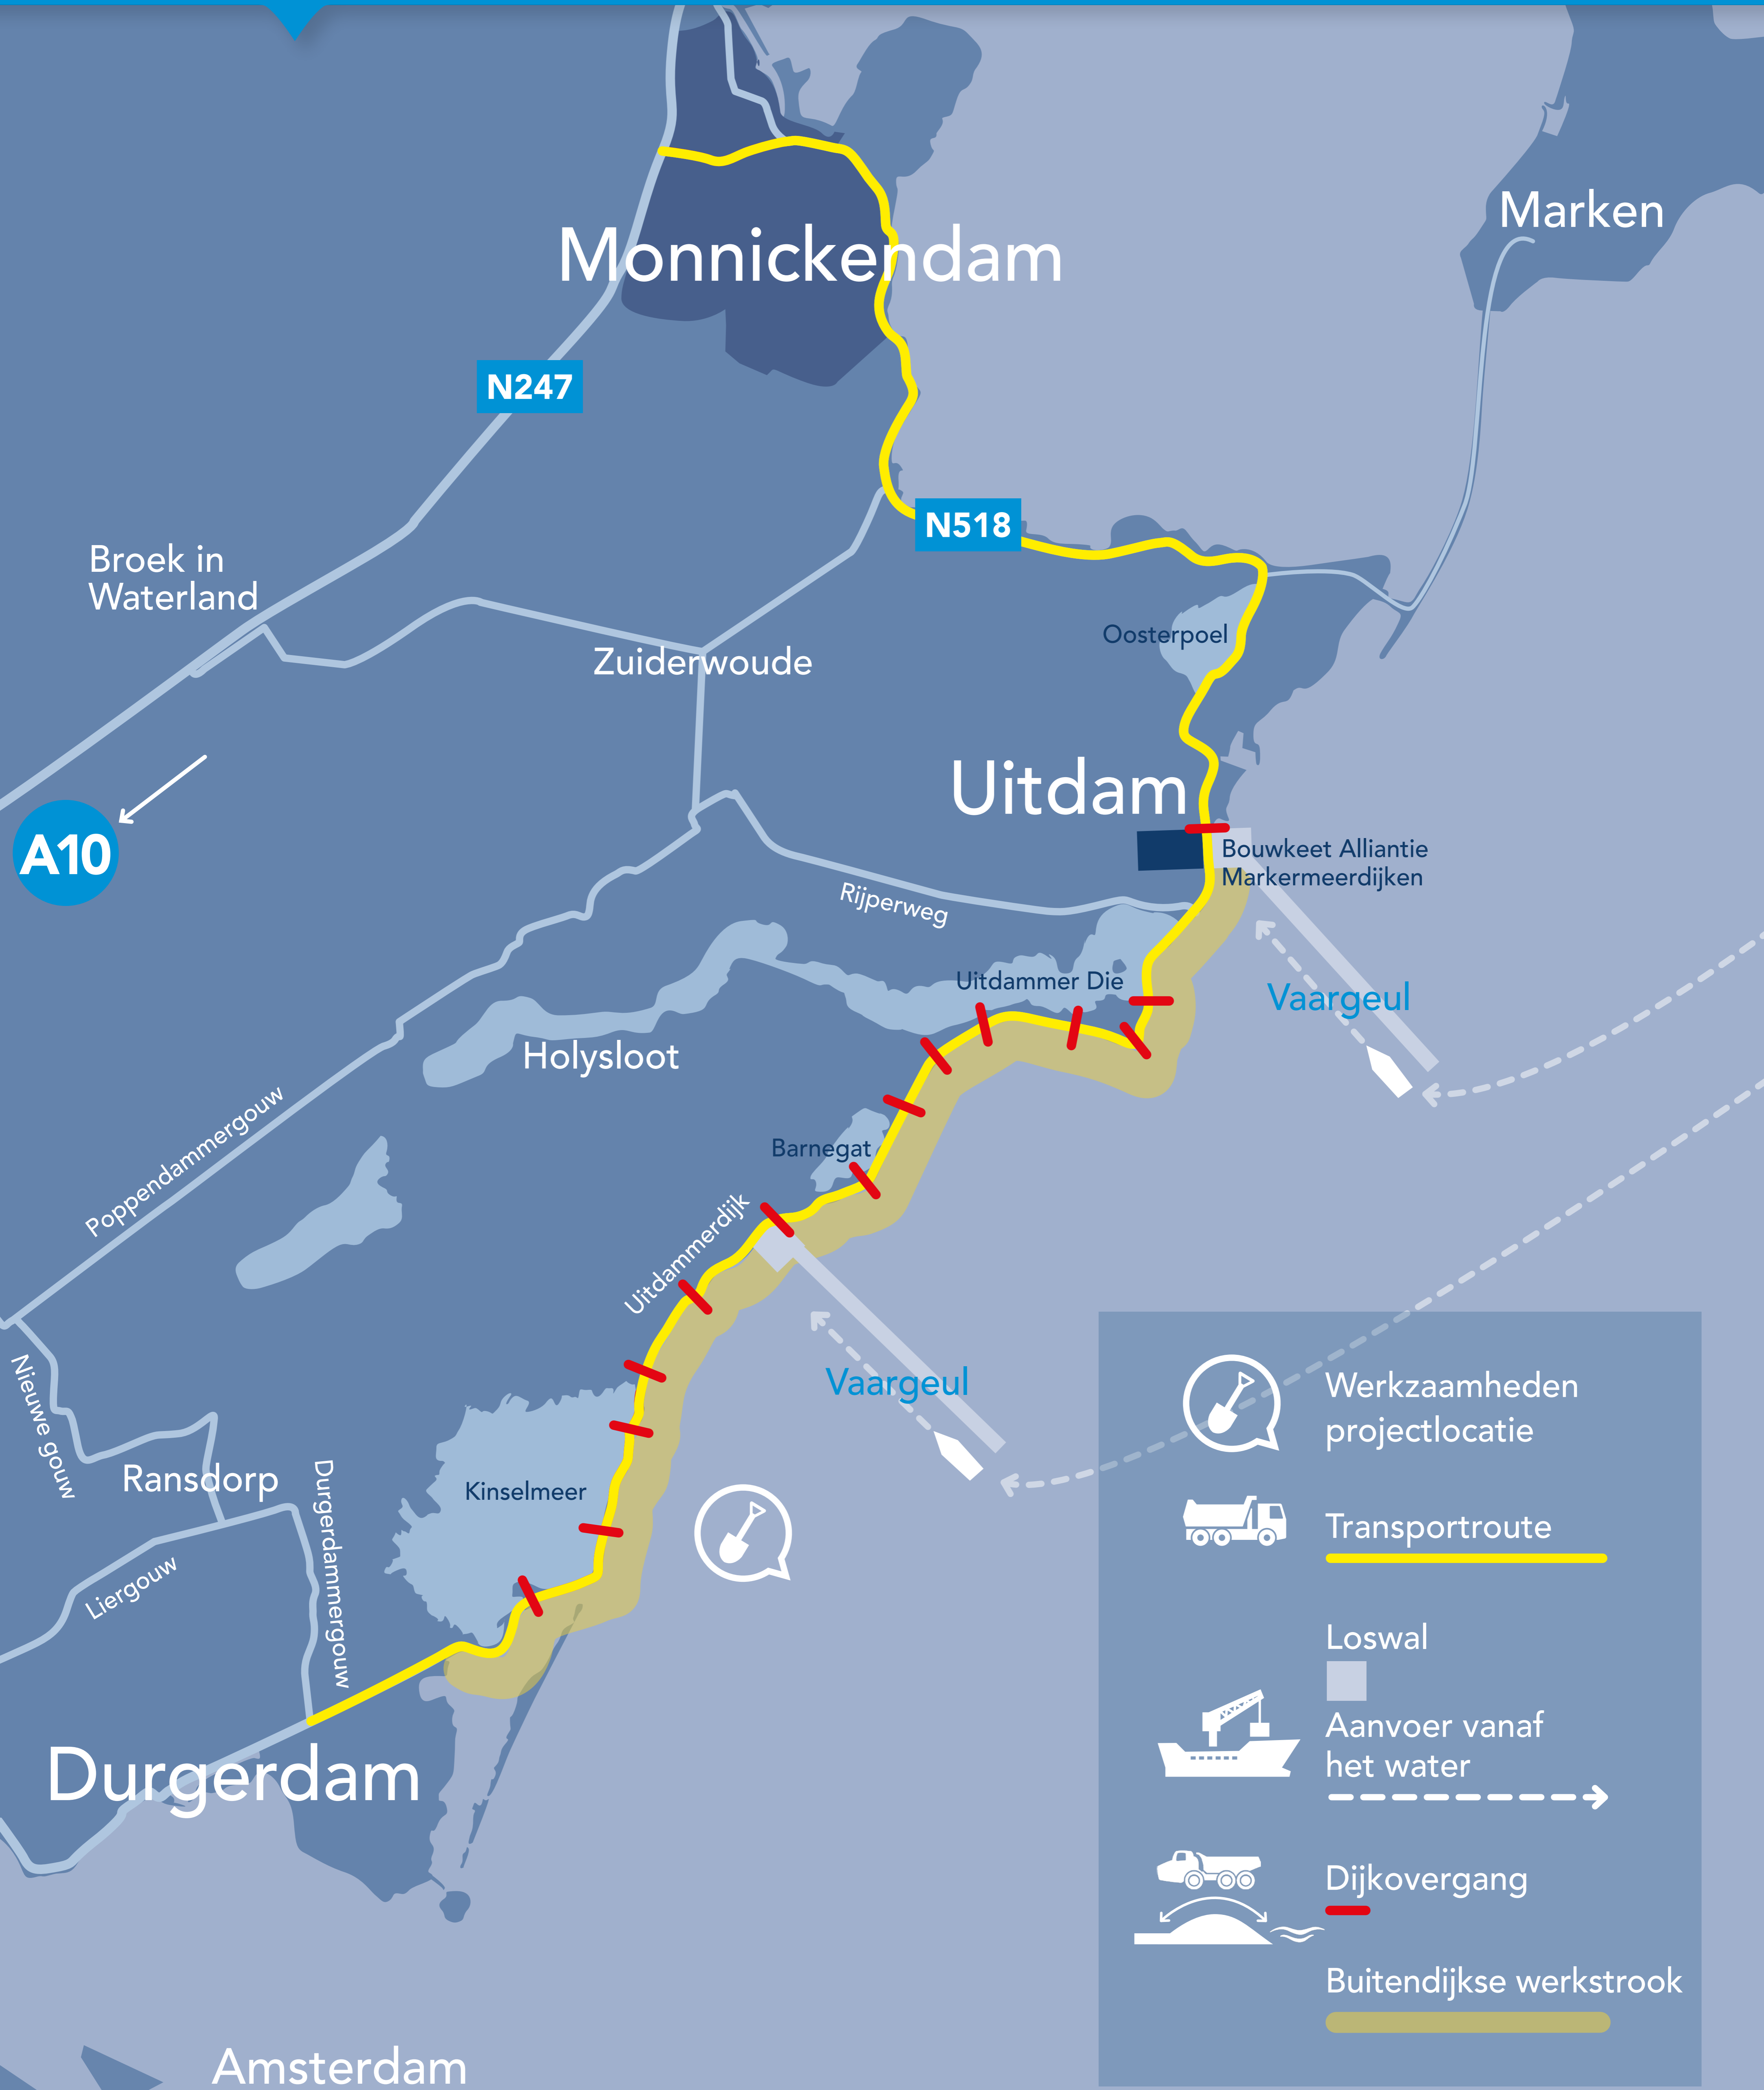 Marken
Monnickendam
N247
N518
Broek in
Waterland
Oosterpoel
Zuiderwoude
Uitdam
A10
Bouwkeet Alliantie
Markermeerdijken
Rijperweg
Uitdammer Die
Vaargeul
Holysloot
Poppendammergouw
Barnegat
Uitdammerdijk
Vaargeul
Nieuwe gouw
Ransdorp
Durgerdammergouw
Kinselmeer
Liergouw
Durgerdam
Amsterdam
Werkzaamheden
projectlocatie
Transportroute
Loswal
Aanvoer vanaf
het water
Dijkovergang
Buitendijkse werkstrook